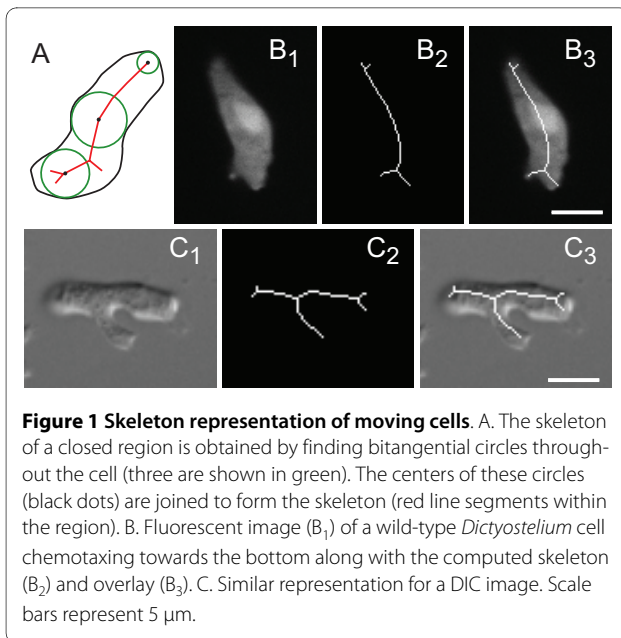 A
B₁
B₂
B₃
C₁
C₂
C₃
Figure 1 Skeleton representation of moving cells. A. The skeleton
of a closed region is obtained by finding bitangential circles through-
out the cell (three are shown in green). The centers of these circles
(black dots) are joined to form the skeleton (red line segments within
the region). B. Fluorescent image (B₁) of a wild-type Dictyostelium cell
chemotaxing towards the bottom along with the computed skeleton
(B₂) and overlay (B₃). C. Similar representation for a DIC image. Scale
bars represent 5 μm.